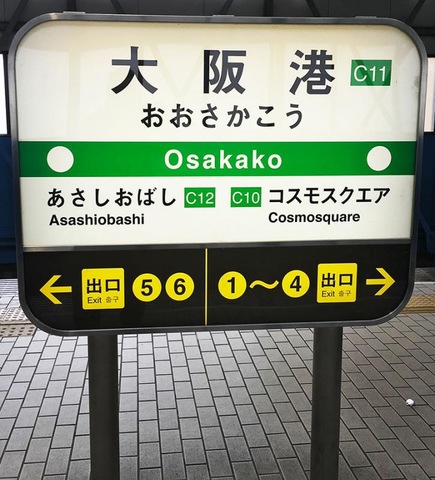 大阪港 C11
おおさかこう
Osakako
あさしおばし C12 C10 コスモスクエア
Asashiobashi Cosmosquare
← 出口 5 6 1～4 出口 →
Exit 출구 Exit 출구